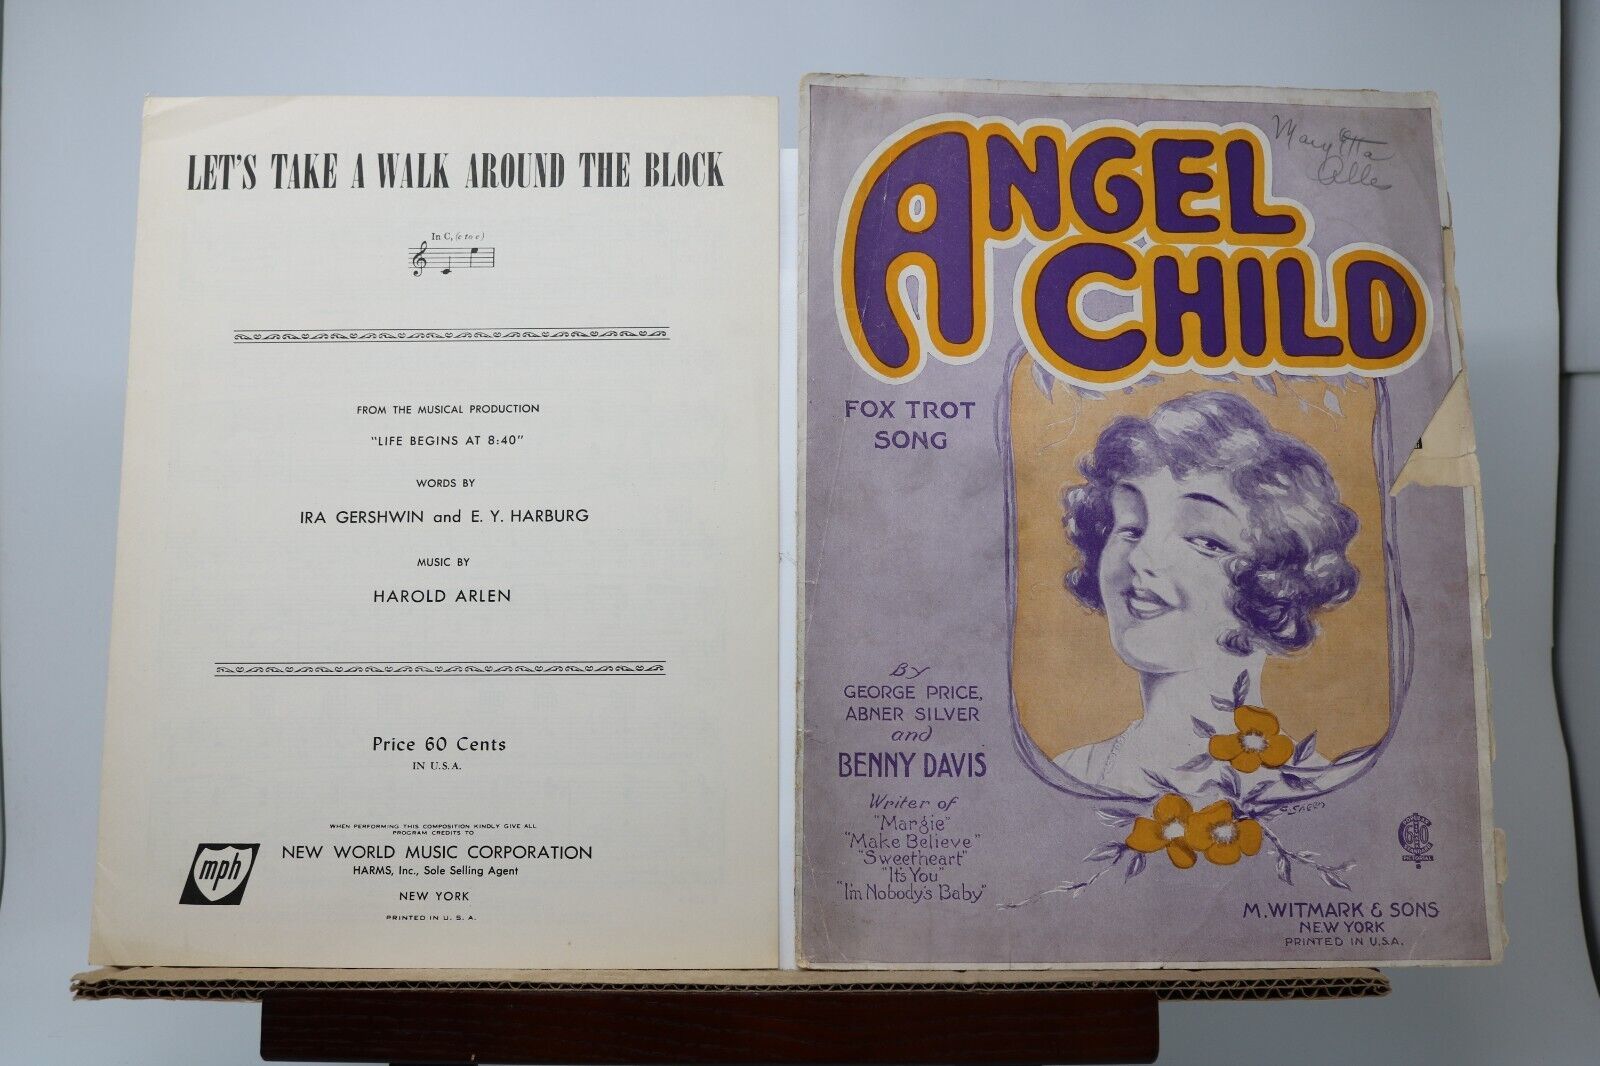 LET'S TAKE A WALK AROUND THE BLOCK
In C, (c to e)
FROM THE MUSICAL PRODUCTION
"LIFE BEGINS AT 8:40"
WORDS BY
IRA GERSHWIN and E. Y. HARBURG
MUSIC BY
HAROLD ARLEN
Price 60 Cents
IN U.S.A.
WHEN PERFORMING THIS COMPOSITION KINDLY GIVE ALL
PROGRAM CREDITS TO
mph
NEW WORLD MUSIC CORPORATION
HARMS, Inc., Sole Selling Agent
NEW YORK
PRINTED IN U. S. A.
ANGEL
CHILD
Mary Etta
FOX TROT
SONG
By
GEORGE PRICE,
ABNER SILVER
and
BENNY DAVIS
Writer of
"Margie"
"Make Believe"
"Sweetheart"
"It's You"
"I'm Nobody's Baby"
60
M. WITMARK & SONS
NEW YORK
PRINTED IN U.S.A.